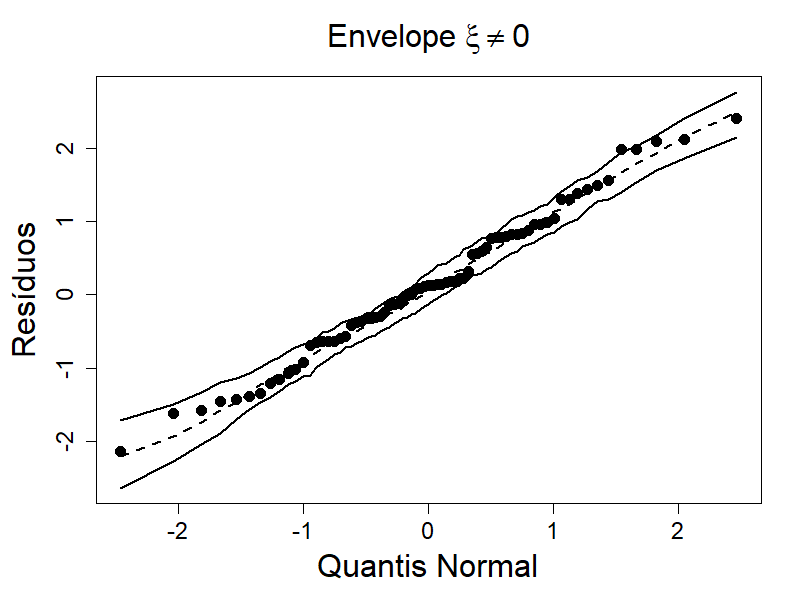 Envelope ξ ≠ 0
Resíduos
2
1
0
-1
-2
-2 -1 0 1 2
Quantis Normal